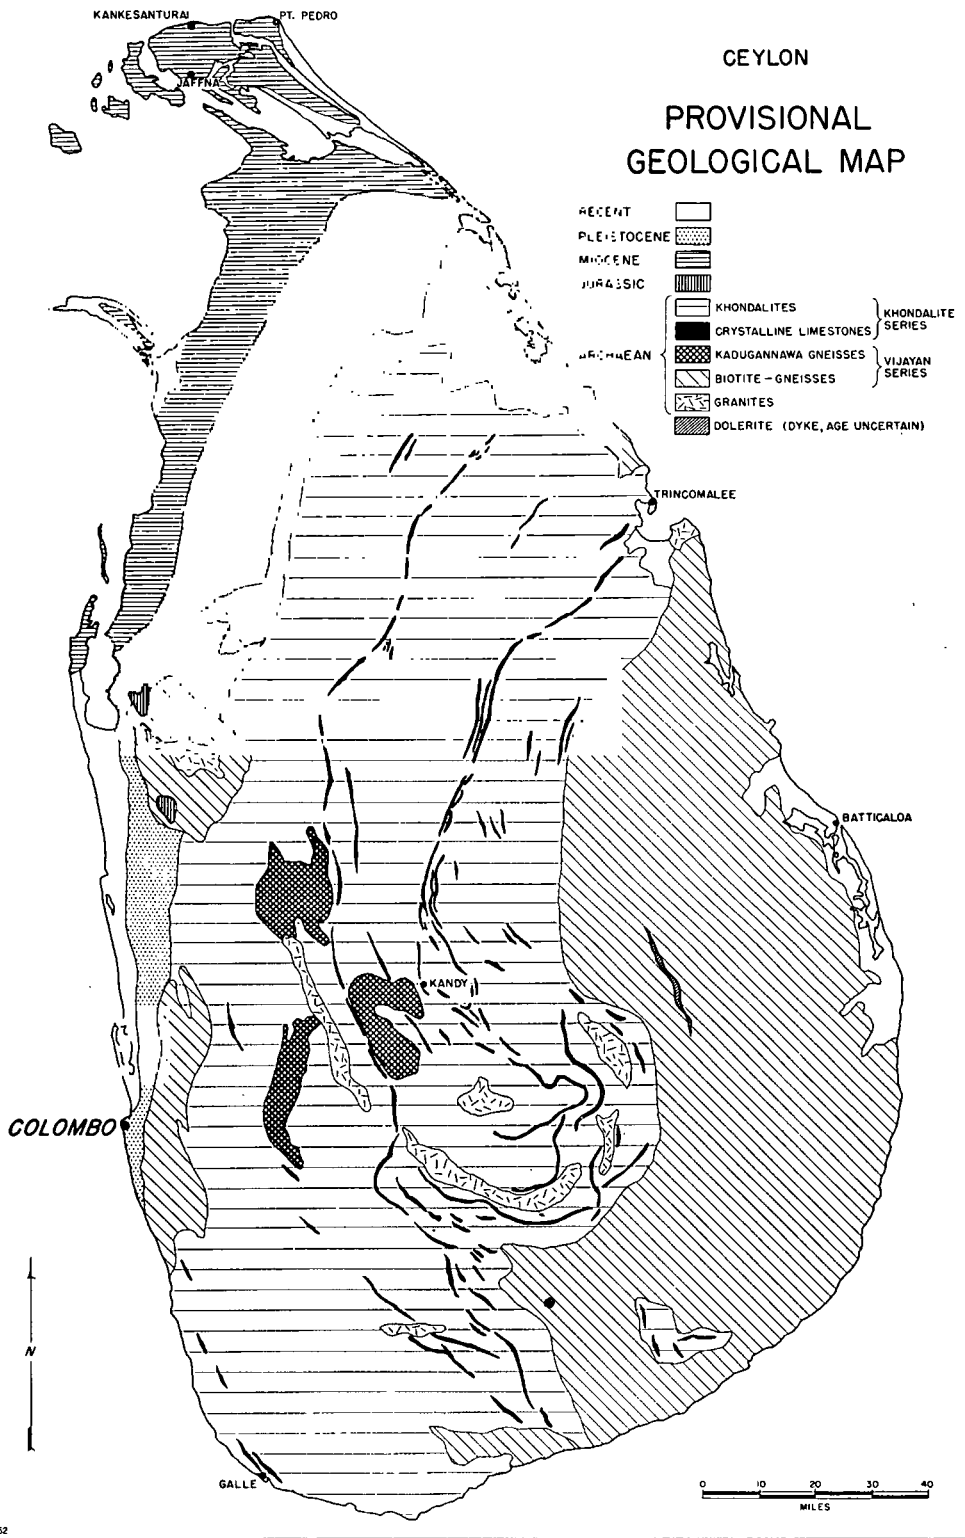 KANKESANTURAI
PT. PEDRO
JAFFNA
CEYLON
PROVISIONAL
GEOLOGICAL MAP
RECENT
PLEISTOCENE
MIOCENE
JURASSIC
KHONDALITES
KHONDALITE
SERIES
CRYSTALLINE LIMESTONES
ARCHAEAN
KADUGANNAWA GNEISSES
VIJAYAN
SERIES
BIOTITE-GNEISSES
GRANITES
DOLERITE (DYKE, AGE UNCERTAIN)
TRINCOMALEE
BATTICALOA
KANDY
COLOMBO
N
GALLE
0 10 20 30 40
MILES
52